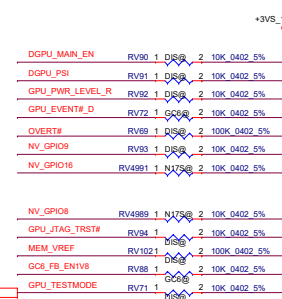 +3VS_
DGPU_MAIN_EN RV90 1 DIS@ 2 10K_0402_5%
DGPU_PSI RV91 1 DIS@ 2 10K_0402_5%
GPU_PWR_LEVEL_R RV92 1 DIS@ 2 10K_0402_5%
GPU_EVENT#_D RV72 1 GC6@ 2 10K_0402_5%
OVERT# RV69 1 DIS@ 2 100K_0402_5%
NV_GPIO9 RV93 1 DIS@ 2 10K_0402_5%
NV_GPIO16 RV4991 1 N17S@ 2 10K_0402_5%
NV_GPIO8 RV4989 1 N17S@ 2 10K_0402_5%
GPU_JTAG_TRST# RV94 1 2 10K_0402_5%
DIS@
MEM_VREF RV102 1 2 100K_0402_5%
DIS@
GC6_FB_EN1V8 RV88 1 2 10K_0402_5%
GC6@
GPU_TESTMODE RV71 1 2 10K_0402_5%
DIS@